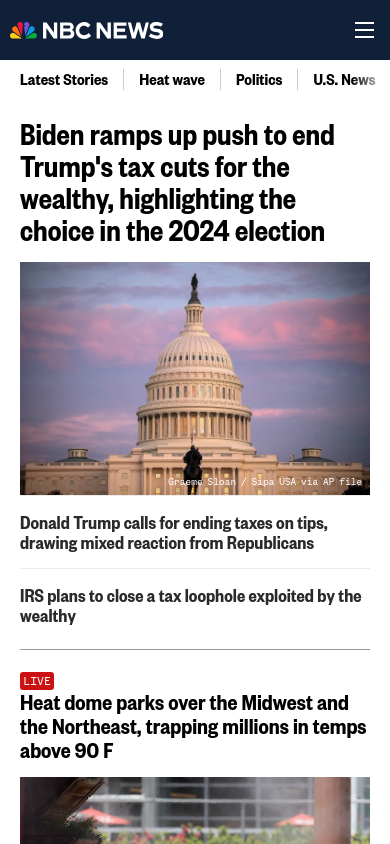 NBC NEWS
Latest Stories
Heat wave
Politics
U.S. News
Biden ramps up push to end
Trump's tax cuts for the
wealthy, highlighting the
choice in the 2024 election
Graeme Sloan / Sipa USA via AP file
Donald Trump calls for ending taxes on tips,
drawing mixed reaction from Republicans
IRS plans to close a tax loophole exploited by the
wealthy
LIVE
Heat dome parks over the Midwest and
the Northeast, trapping millions in temps
above 90 F